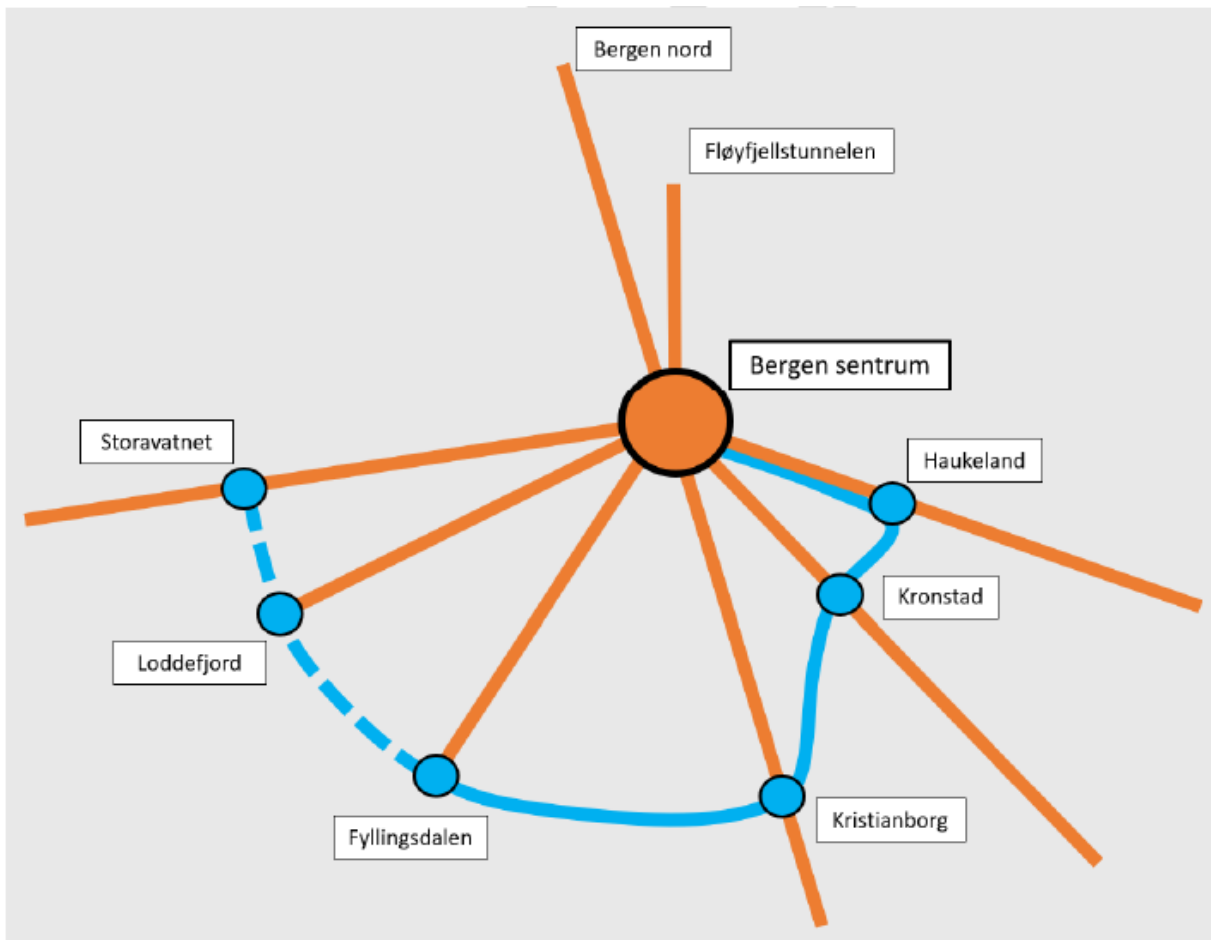 Bergen nord
Fløyfjellstunnelen
Bergen sentrum
Storavatnet
Haukeland
Kronstad
Loddefjord
Kristianborg
Fyllingsdalen